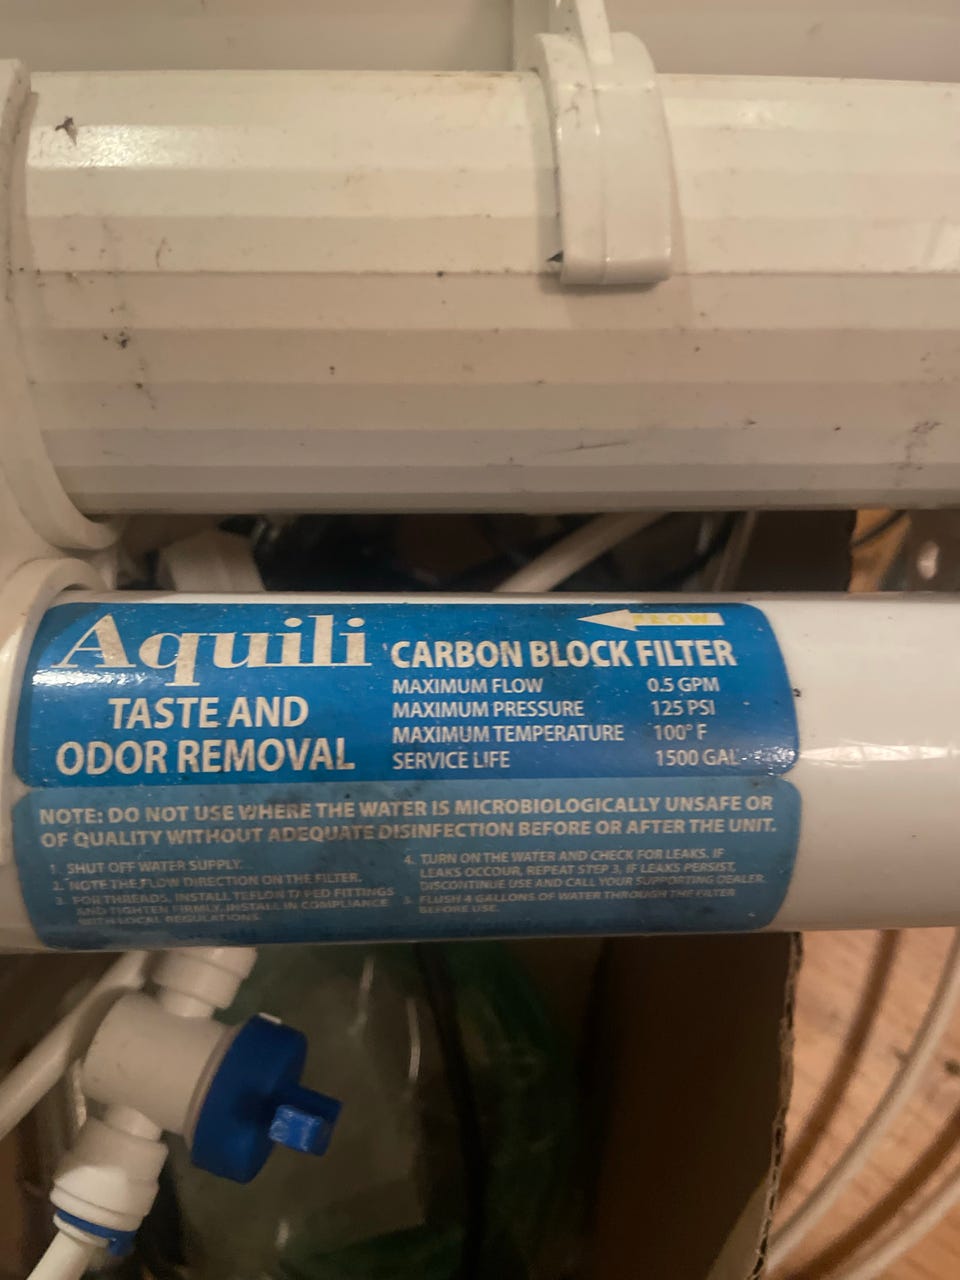 Aquili
TASTE AND
ODOR REMOVAL
FLOW
CARBON BLOCK FILTER
MAXIMUM FLOW 0.5 GPM
MAXIMUM PRESSURE 125 PSI
MAXIMUM TEMPERATURE 100° F
SERVICE LIFE 1500 GAL
NOTE: DO NOT USE WHERE THE WATER IS MICROBIOLOGICALLY UNSAFE OR
OF QUALITY WITHOUT ADEQUATE DISINFECTION BEFORE OR AFTER THE UNIT.
1. SHUT OFF WATER SUPPLY.
2. NOTE THE FLOW DIRECTION ON THE FILTER.
3. FOR THREADS, INSTALL TEFLON TAPED FITTINGS
AND TIGHTEN FIRMLY. INSTALL IN COMPLIANCE
WITH LOCAL REGULATIONS.
4. TURN ON THE WATER AND CHECK FOR LEAKS. IF
LEAKS OCCOUR, REPEAT STEP 3, IF LEAKS PERSIST,
DISCONTINUE USE AND CALL YOUR SUPPORTING DEALER.
5. FLUSH 4 GALLONS OF WATER THROUGH THE FILTER
BEFORE USE.